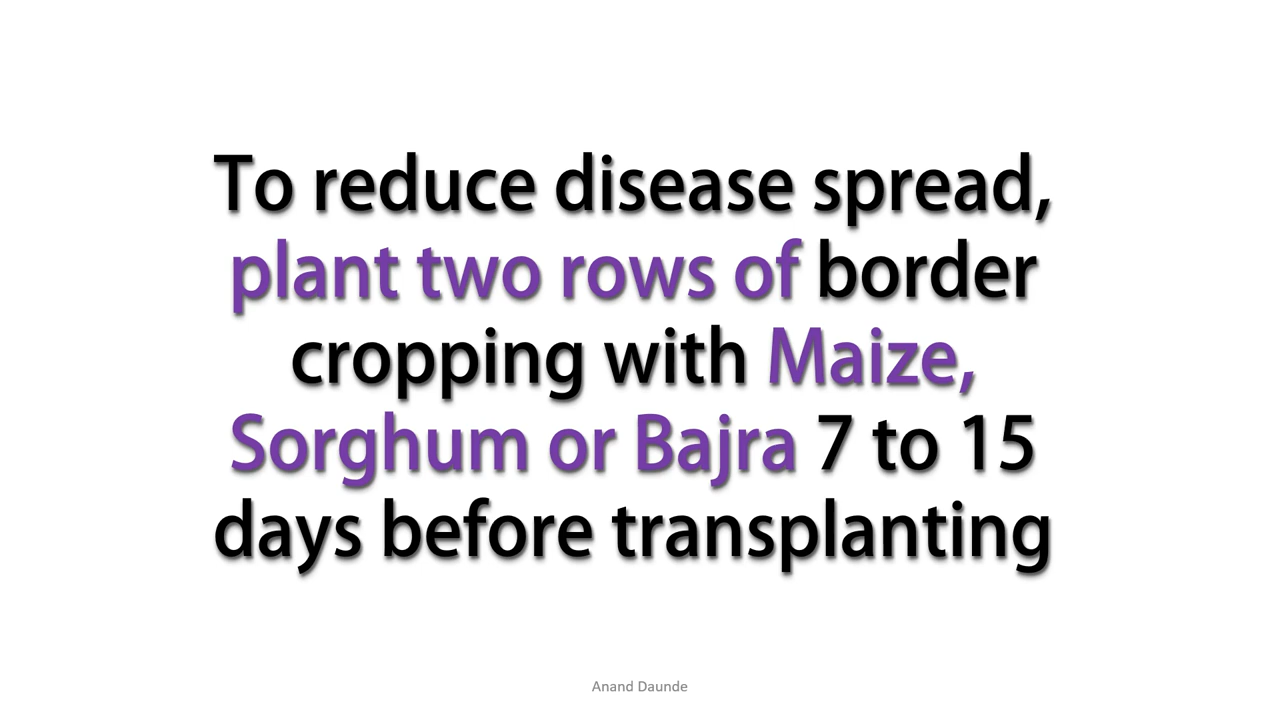 To reduce disease spread,
plant two rows of border
cropping with Maize,
Sorghum or Bajra 7 to 15
days before transplanting
Anand Daunde